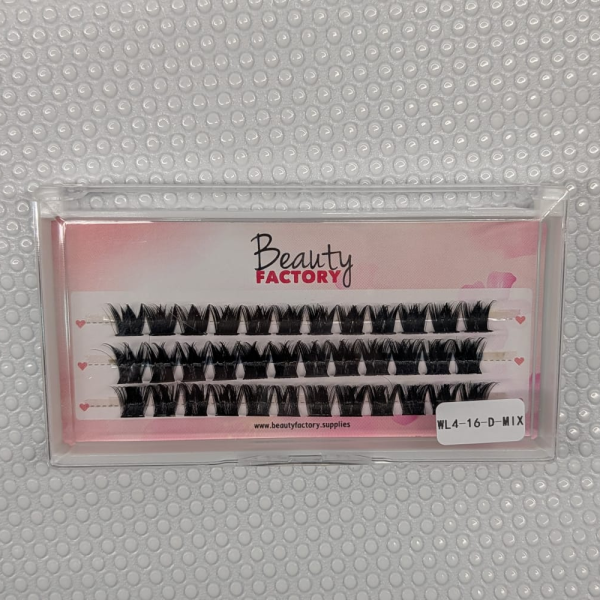 Beauty
FACTORY
www.beautyfactory.supplies
WL4-16-D-MIX